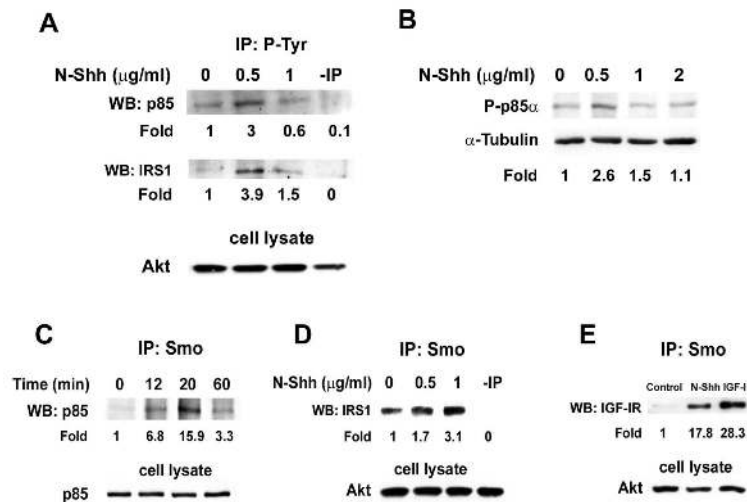 A
IP: P-Tyr
N-Shh (μg/ml) 0 0.5 1 -IP
WB: p85
Fold 1 3 0.6 0.1
WB: IRS1
Fold 1 3.9 1.5 0
cell lysate
Akt
B
N-Shh (μg/ml) 0 0.5 1 2
P-p85α
α-Tubulin
Fold 1 2.6 1.5 1.1
C
IP: Smo
Time (min) 0 12 20 60
WB: p85
Fold 1 6.8 15.9 3.3
cell lysate
p85
D
IP: Smo
N-Shh (μg/ml) 0 0.5 1 -IP
WB: IRS1
Fold 1 1.7 3.1 0
cell lysate
Akt
E
IP: Smo
Control N-Shh IGF-I
WB: IGF-IR
Fold 1 17.8 28.3
cell lysate
Akt